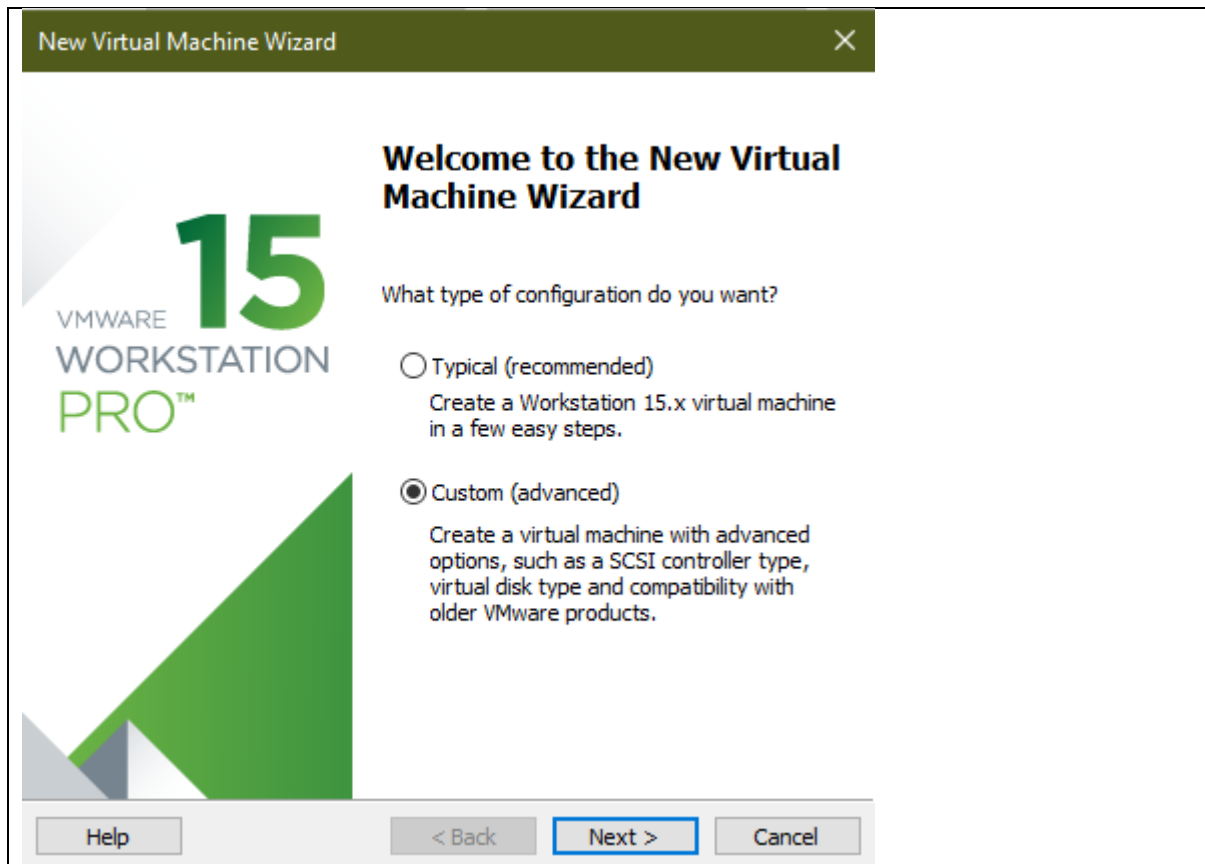 New Virtual Machine Wizard
Welcome to the New Virtual
Machine Wizard
15
VMWARE
WORKSTATION
PRO™
What type of configuration do you want?
Typical (recommended)
Create a Workstation 15.x virtual machine
in a few easy steps.
Custom (advanced)
Create a virtual machine with advanced
options, such as a SCSI controller type,
virtual disk type and compatibility with
older VMware products.
Help
< Back
Next >
Cancel